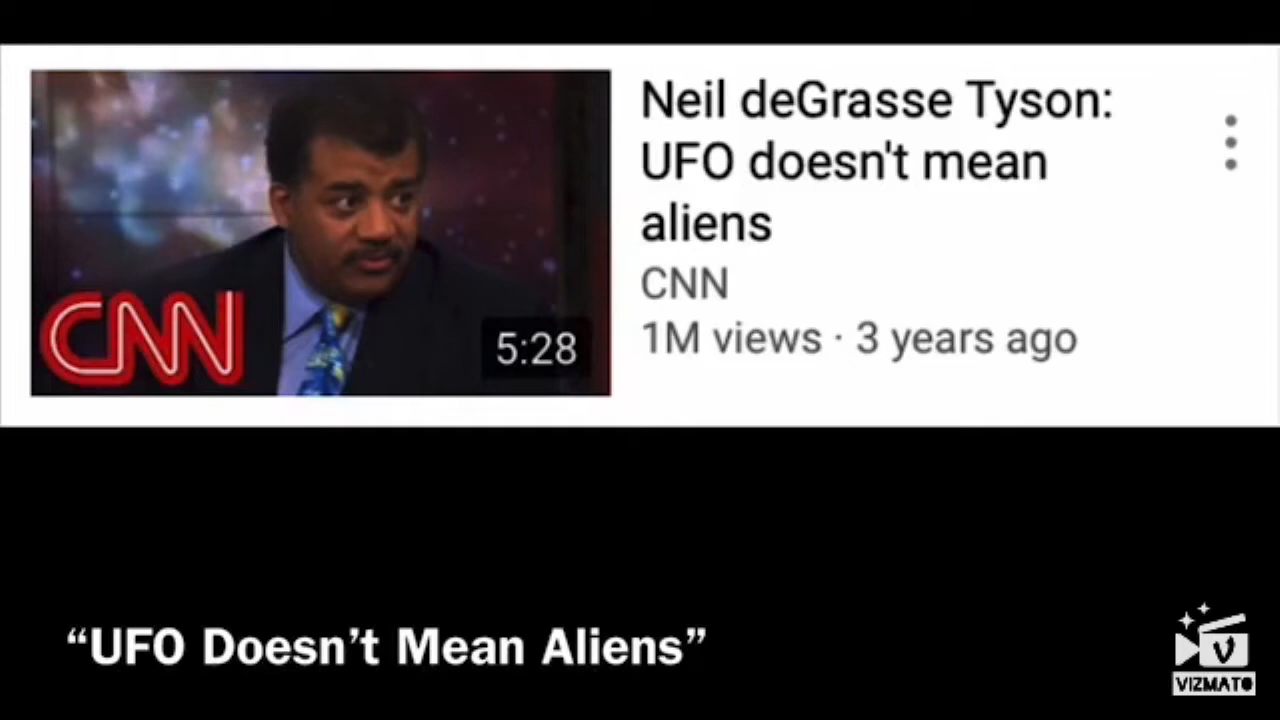 Neil deGrasse Tyson:
UFO doesn't mean
aliens
CNN
1M views · 3 years ago
CNN
5:28
“UFO Doesn’t Mean Aliens”
VIZMATO